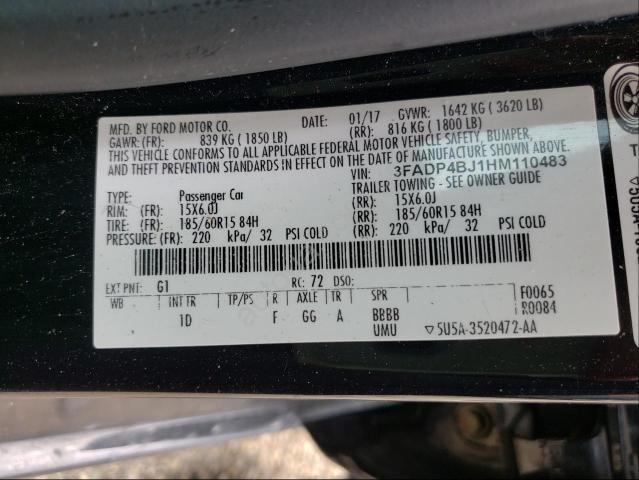 MFD. BY FORD MOTOR CO. DATE: 01/17 GVWR: 1642 KG ( 3620 LB)
GAWR: (FR): 839 KG ( 1850 LB) (RR): 816 KG ( 1800 LB)
THIS VEHICLE CONFORMS TO ALL APPLICABLE FEDERAL MOTOR VEHICLE SAFETY, BUMPER,
AND THEFT PREVENTION STANDARDS IN EFFECT ON THE DATE OF MANUFACTURE SHOWN ABOVE.
VIN: 3FADP4BJ1HM110483
TYPE: Passenger Car TRAILER TOWING - SEE OWNER GUIDE
RIM: (FR): 15X6.0J (RR): 15X6.0J
TIRE: (FR): 185/60R15 84H (RR): 185/60R15 84H
PRESSURE: (FR): 220 kPa/ 32 PSI COLD (RR): 220 kPa/ 32 PSI COLD
EXT PNT: G1 RC: 72 DSO:
WB INT TR TP/PS R AXLE TR SPR F0065
1D F GG A BBBB R0084
UMU ▽5U5A-3520472-AA